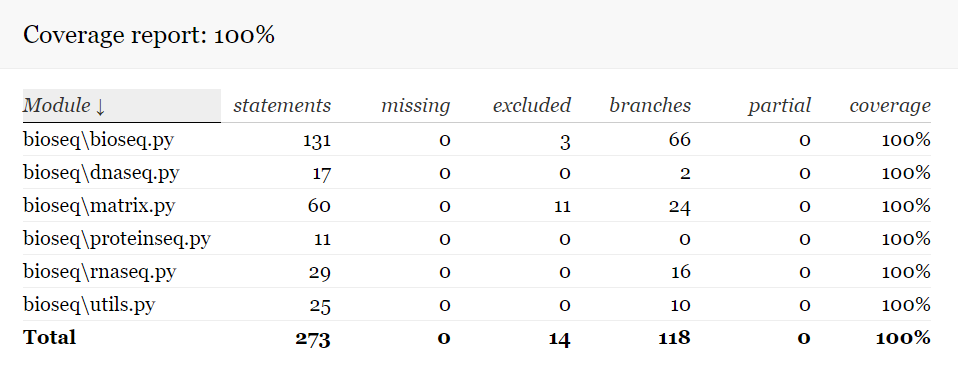 Coverage report: 100%
Module ↓ statements missing excluded branches partial coverage
bioseq\bioseq.py 131 0 3 66 0 100%
bioseq\dnaseq.py 17 0 0 2 0 100%
bioseq\matrix.py 60 0 11 24 0 100%
bioseq\proteinseq.py 11 0 0 0 0 100%
bioseq\rnaseq.py 29 0 0 16 0 100%
bioseq\utils.py 25 0 0 10 0 100%
Total 273 0 14 118 0 100%